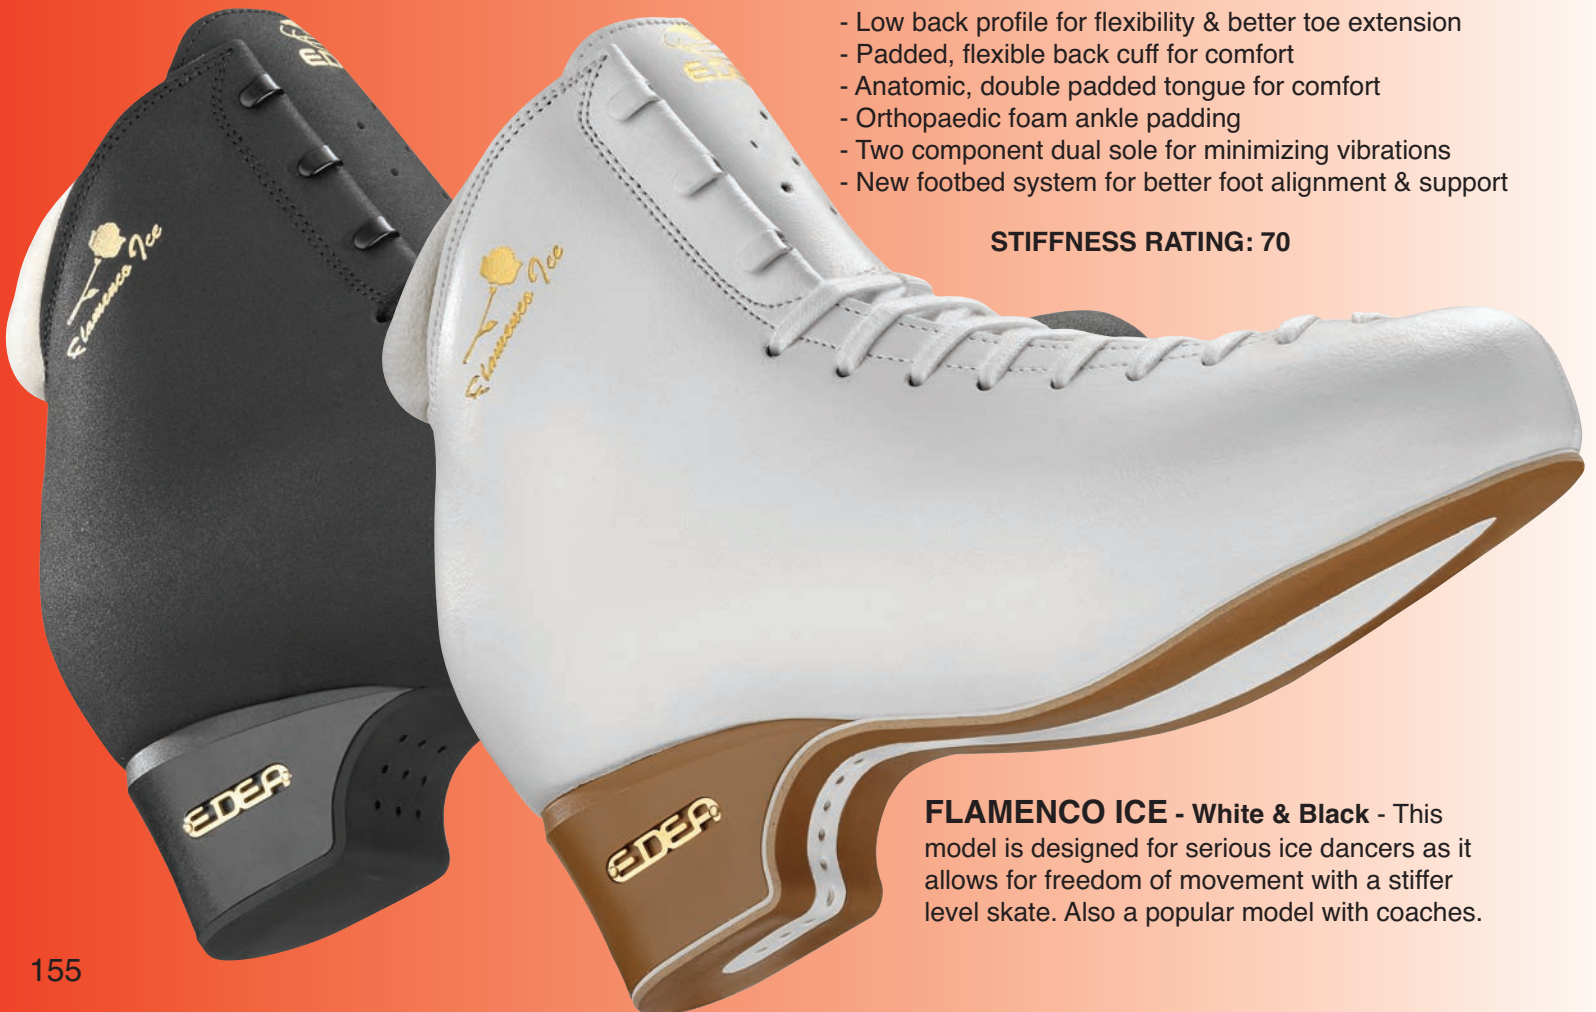 - Low back profile for flexibility & better toe extension
- Padded, flexible back cuff for comfort
- Anatomic, double padded tongue for comfort
- Orthopaedic foam ankle padding
- Two component dual sole for minimizing vibrations
- New footbed system for better foot alignment & support
STIFFNESS RATING: 70
Flamenco Ice
Flamenco Ice
EDEA
EDEA
FLAMENCO ICE - White & Black - This
model is designed for serious ice dancers as it
allows for freedom of movement with a stiffer
level skate. Also a popular model with coaches.
155